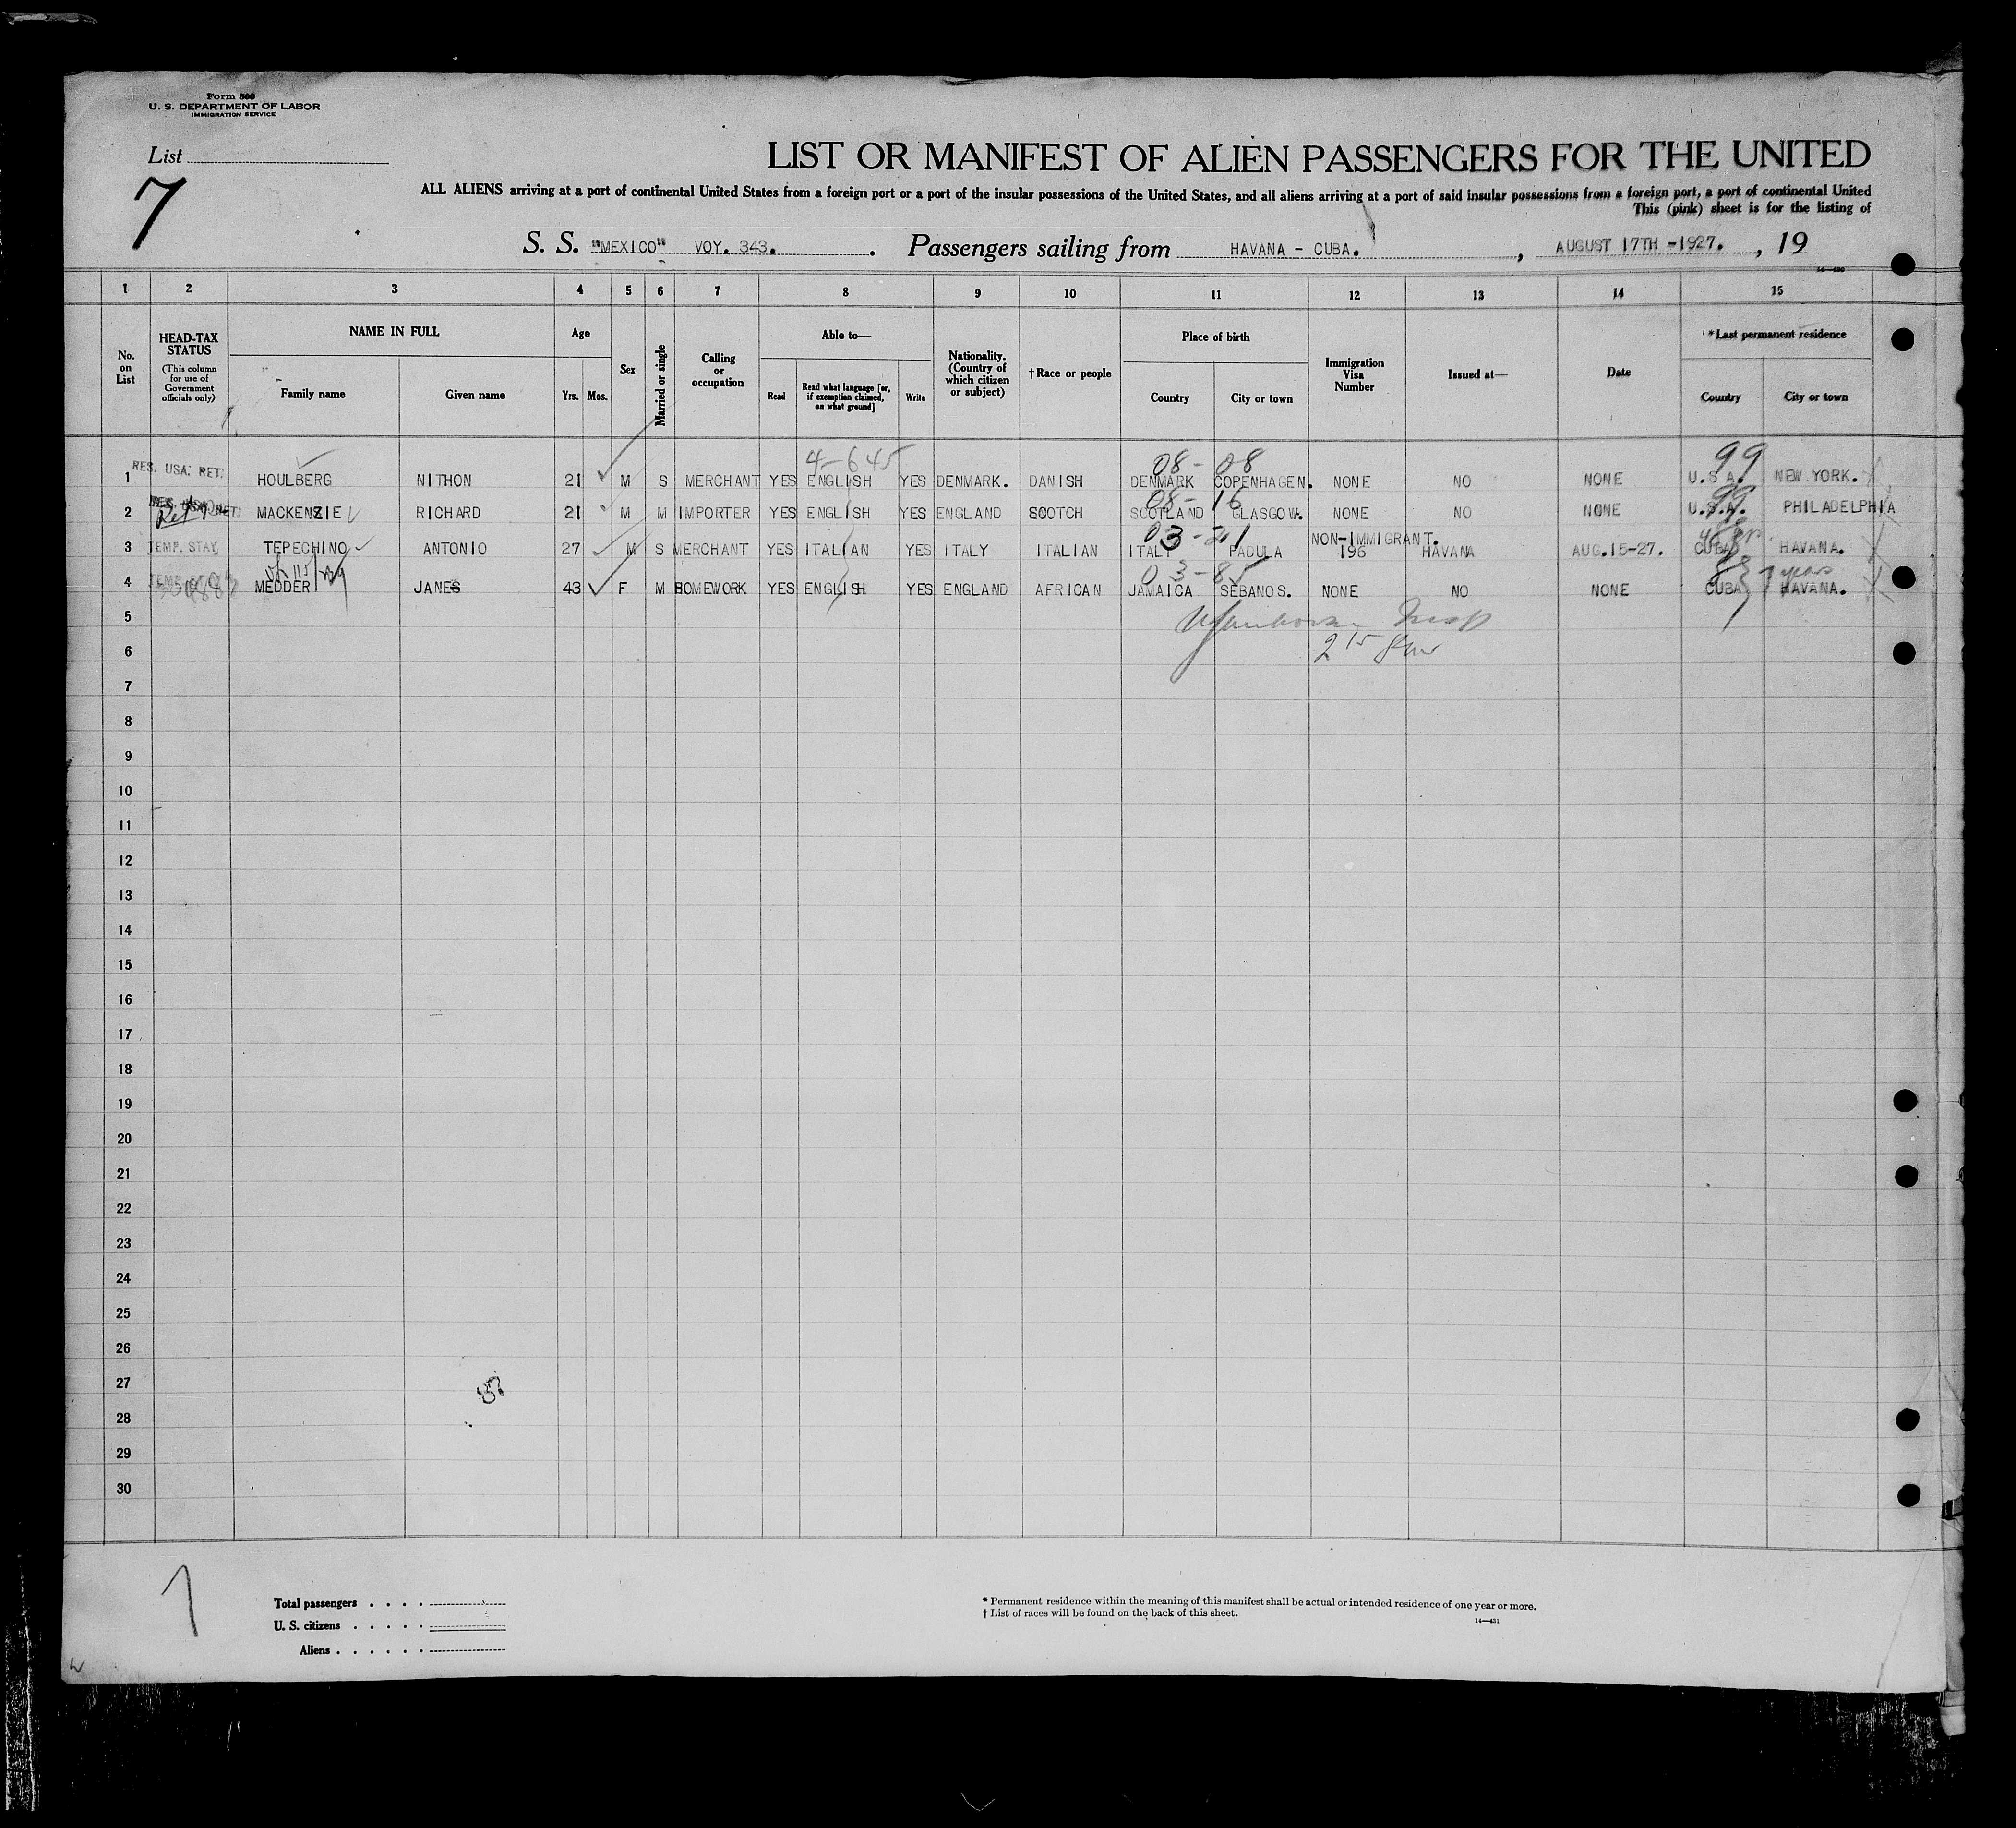 Form 500
U. S. DEPARTMENT OF LABOR
IMMIGRATION SERVICE
List
7
LIST OR MANIFEST OF ALIEN PASSENGERS FOR THE UNITED
ALL ALIENS arriving at a port of continental United States from a foreign port or a port of the insular possessions of the United States, and all aliens arriving at a port of said insular possessions from a foreign port, a port of continental United
This (pink) sheet is for the listing of
S. S. "MEXICO" VOY. 343. Passengers sailing from HAVANA - CUBA. , AUGUST 17TH -1927. , 19
14—430
1 2 3 4 5 6 7 8 9 10 11 12 13 14 15
No. on List
HEAD-TAX STATUS (This column for use of Government officials only)
NAME IN FULL
Family name Given name
Age
Yrs. Mos.
Sex
Married or single
Calling or occupation
Able to—
Read
Read what language [or, if exemption claimed, on what ground]
Write
Nationality. (Country of which citizen or subject)
† Race or people
Place of birth
Country City or town
Immigration Visa Number
Issued at—
Date
* Last permanent residence
Country City or town
4-645 08-08 99
1 RES. USA. RET. HOULBERG NITHON 21 M S MERCHANT YES ENGLISH YES DENMARK. DANISH DENMARK COPENHAGEN. NONE NO NONE U.S.A. NEW YORK.
08-16 99
2 RES. USA. RET. MACKENZIE RICHARD 21 M M IMPORTER YES ENGLISH YES ENGLAND SCOTCH SCOTLAND GLASGOW. NONE NO NONE U.S.A. PHILADELPHIA
03-21 NON-IMMIGRANT.
3 TEMP. STAY TEPECHINO ANTONIO 27 M S MERCHANT YES ITALIAN YES ITALY ITALIAN ITALY PADULA 196 HAVANA AUG.15-27. CUBA HAVANA.
03-85 83 7 years
4 TEMP. MEDDER JANES 43 F M HOMEWORK YES ENGLISH YES ENGLAND AFRICAN JAMAICA SEBANOS. NONE NO NONE CUBA HAVANA.
5
6
7
8
9
10
11
12
13
14
15
16
17
18
19
20
21
22
23
24
25
26
27
28
29
30
Total passengers
U. S. citizens
Aliens
* Permanent residence within the meaning of this manifest shall be actual or intended residence of one year or more.
† List of races will be found on the back of this sheet.
14—431